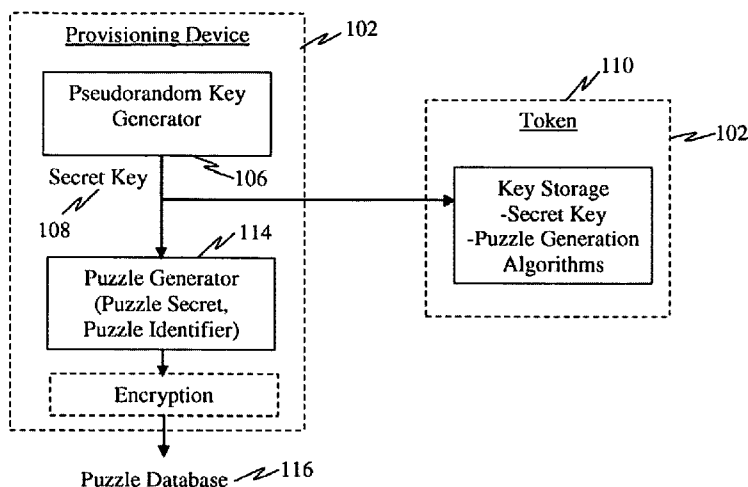 Provisioning Device
102
Pseudorandom Key
Generator
106
Secret Key
108
114
Puzzle Generator
(Puzzle Secret,
Puzzle Identifier)
Encryption
Puzzle Database
116
110
Token
102
Key Storage
-Secret Key
-Puzzle Generation
Algorithms